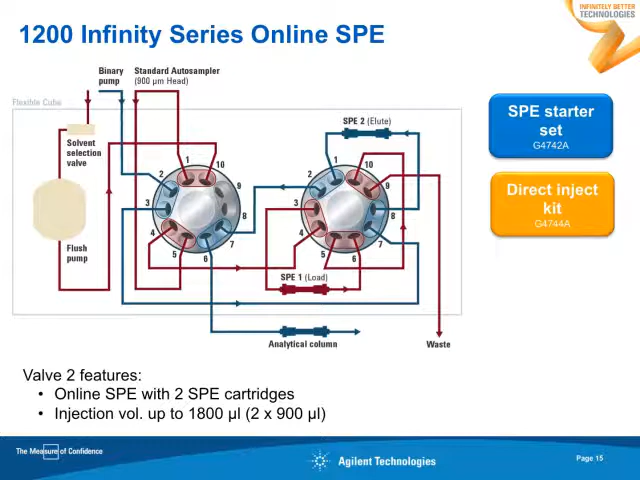 INFINITELY BETTER
TECHNOLOGIES
1200 Infinity Series Online SPE
Binary
pump
Standard Autosampler
(900 µm Head)
Flexible Cube
Solvent
selection
valve
Flush
pump
1
2
3
4
5
6
7
8
9
10
SPE 2 (Elute)
1
2
3
4
5
6
7
8
9
10
SPE 1 (Load)
Analytical column
Waste
SPE starter
set
G4742A
Direct inject
kit
G4744A
Valve 2 features:
• Online SPE with 2 SPE cartridges
• Injection vol. up to 1800 µl (2 x 900 µl)
The Measure of Confidence
Agilent Technologies
Page 15